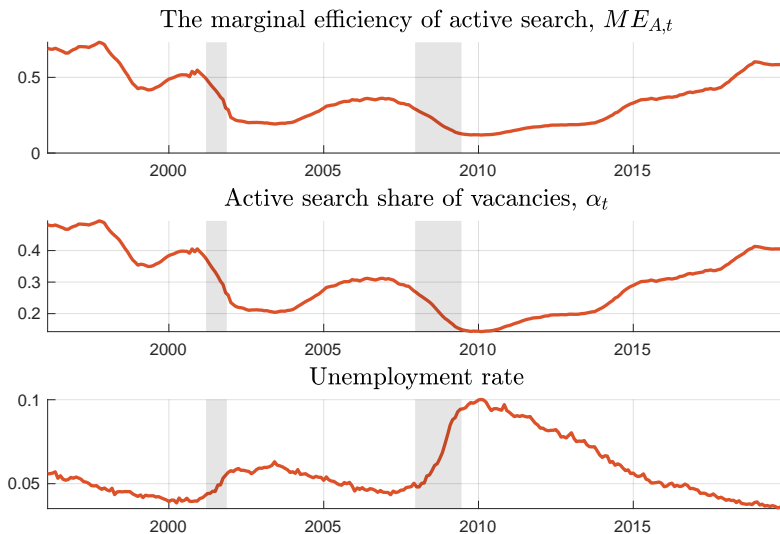 The marginal efficiency of active search, ME_{A,t}
0.5
0
2000 2005 2010 2015
Active search share of vacancies, α_t
0.4
0.3
0.2
2000 2005 2010 2015
Unemployment rate
0.1
0.05
2000 2005 2010 2015